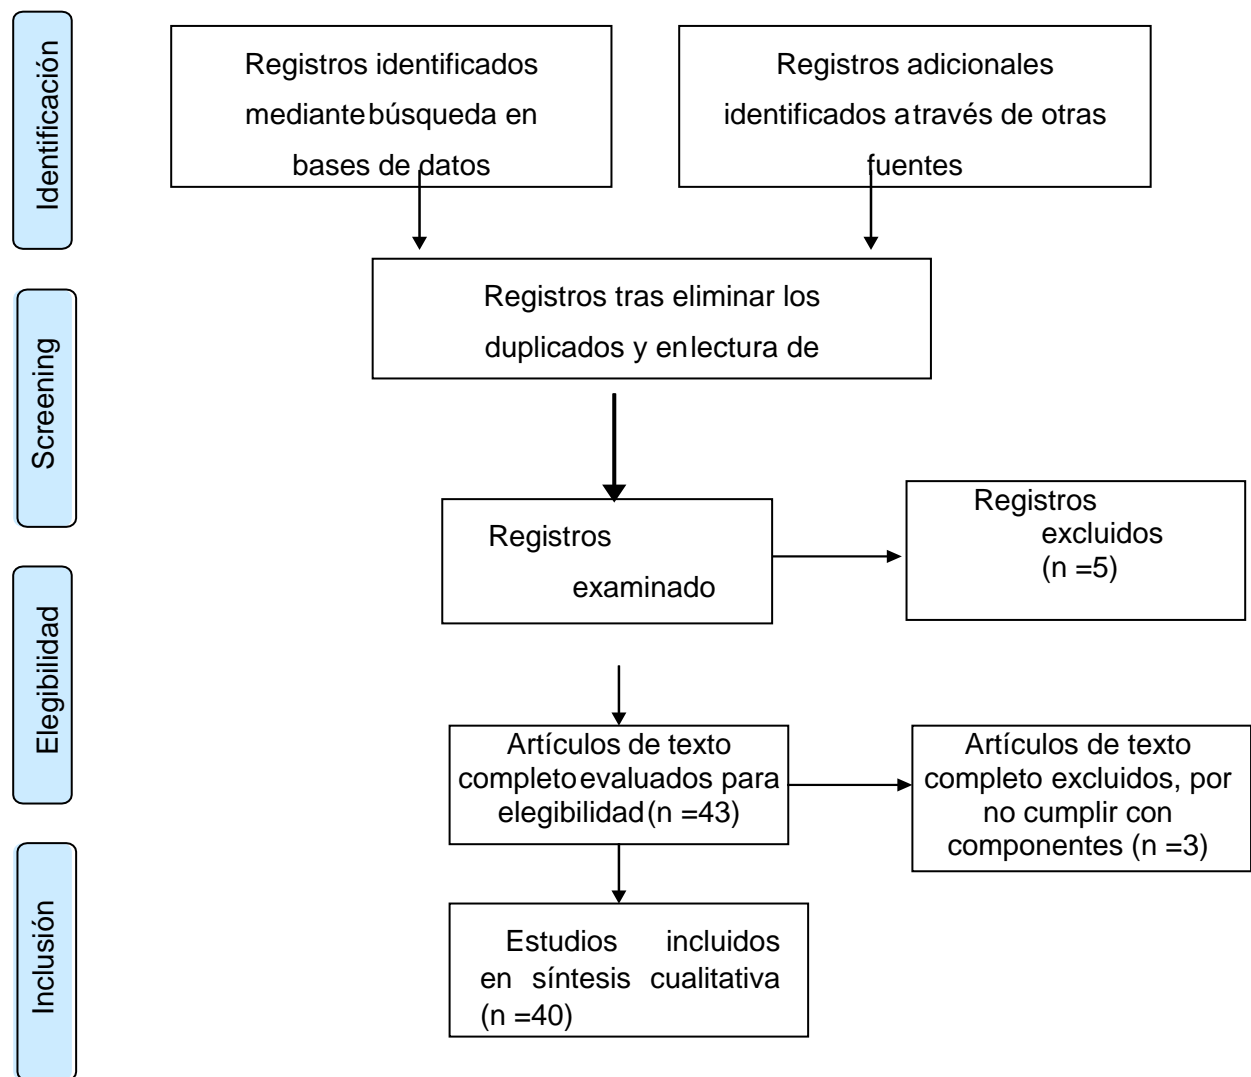 Identificación
Registros identificados
mediante búsqueda en
bases de datos
Registros adicionales
identificados a través de otras
fuentes
Screening
Registros tras eliminar los
duplicados y en lectura de
Registros
examinado
Registros
excluidos
(n =5)
Elegibilidad
Artículos de texto
completo evaluados para
elegibilidad (n =43)
Artículos de texto
completo excluidos, por
no cumplir con
componentes (n =3)
Inclusión
Estudios incluidos
en síntesis cualitativa
(n =40)